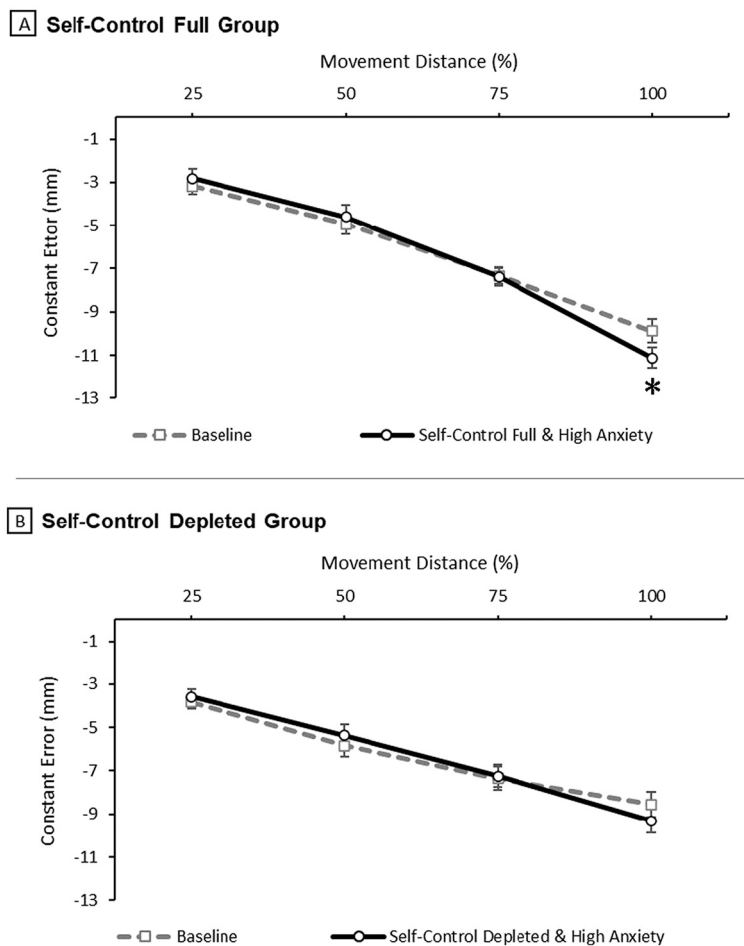 A Self-Control Full Group
Movement Distance (%)
25 50 75 100
-1
-3
-5
-7
-9
-11
-13
Constant Ettor (mm)
*
Baseline Self-Control Full & High Anxiety
B Self-Control Depleted Group
Movement Distance (%)
25 50 75 100
-1
-3
-5
-7
-9
-11
-13
Constant Error (mm)
Baseline Self-Control Depleted & High Anxiety